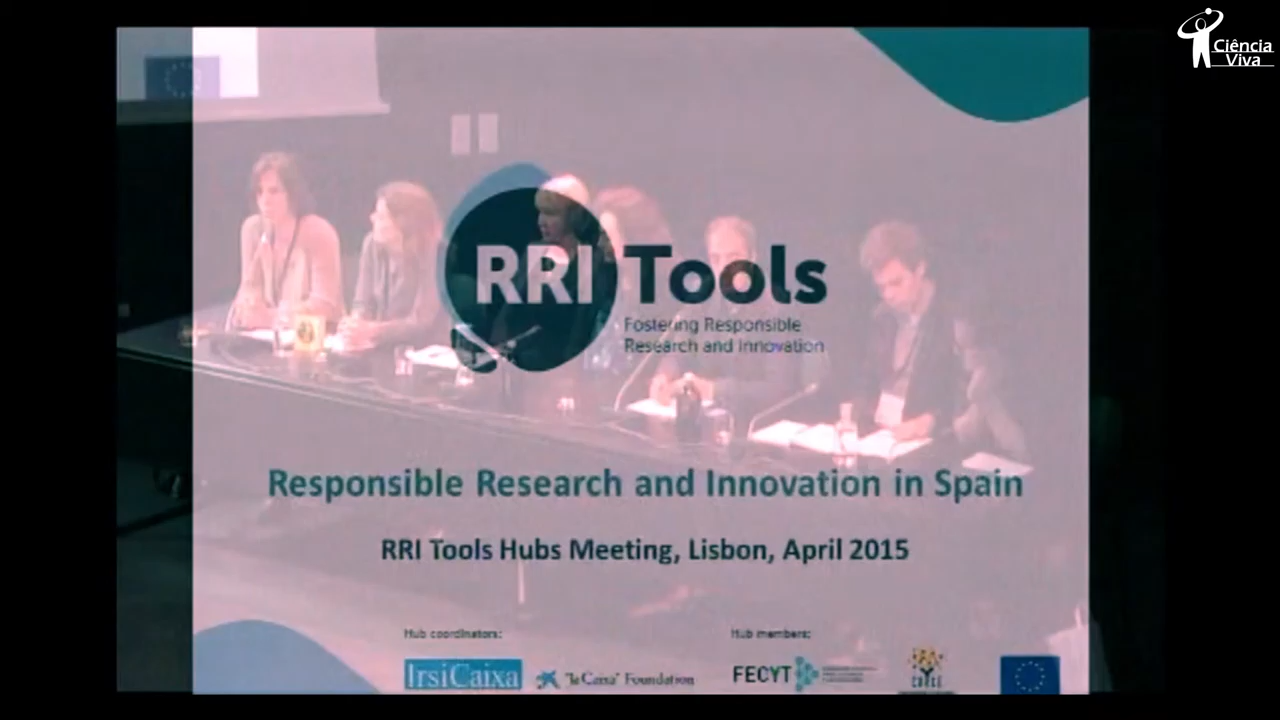 Ciência
Viva
RRI Tools
Fostering Responsible
Research and Innovation
Responsible Research and Innovation in Spain
RRI Tools Hubs Meeting, Lisbon, April 2015
Hub coordinators:
Hub members:
IrsiCaixa
"la Caixa" Foundation
FECYT